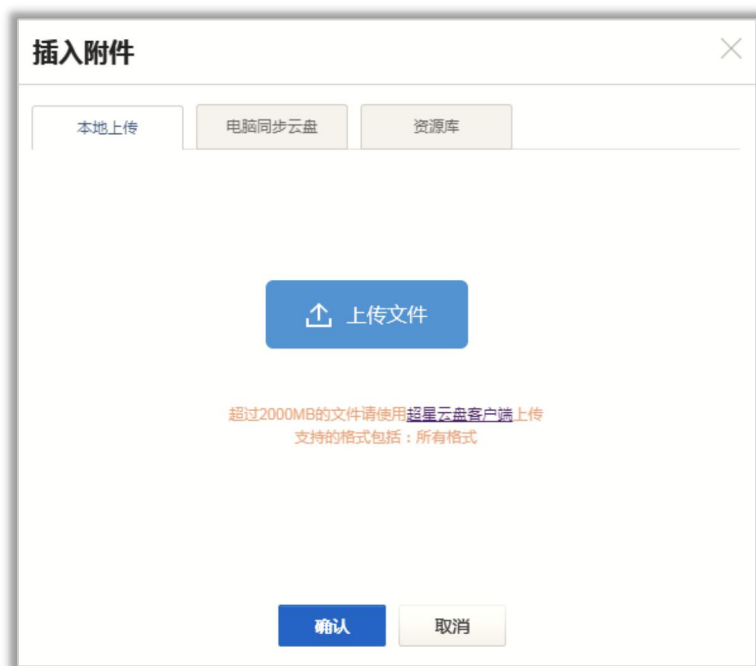 插入附件
本地上传 电脑同步云盘 资源库
上传文件
超过2000MB的文件请使用超星云盘客户端上传
支持的格式包括：所有格式
确认 取消